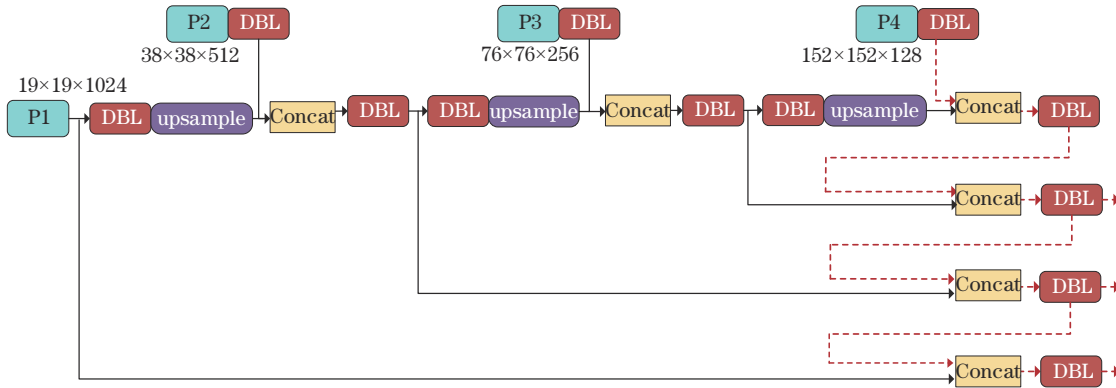 P2 DBL
P3 DBL
P4 DBL
38×38×512
76×76×256
152×152×128
19×19×1024
P1 DBL upsample Concat DBL DBL upsample Concat DBL DBL upsample Concat DBL
Concat DBL
Concat DBL
Concat DBL